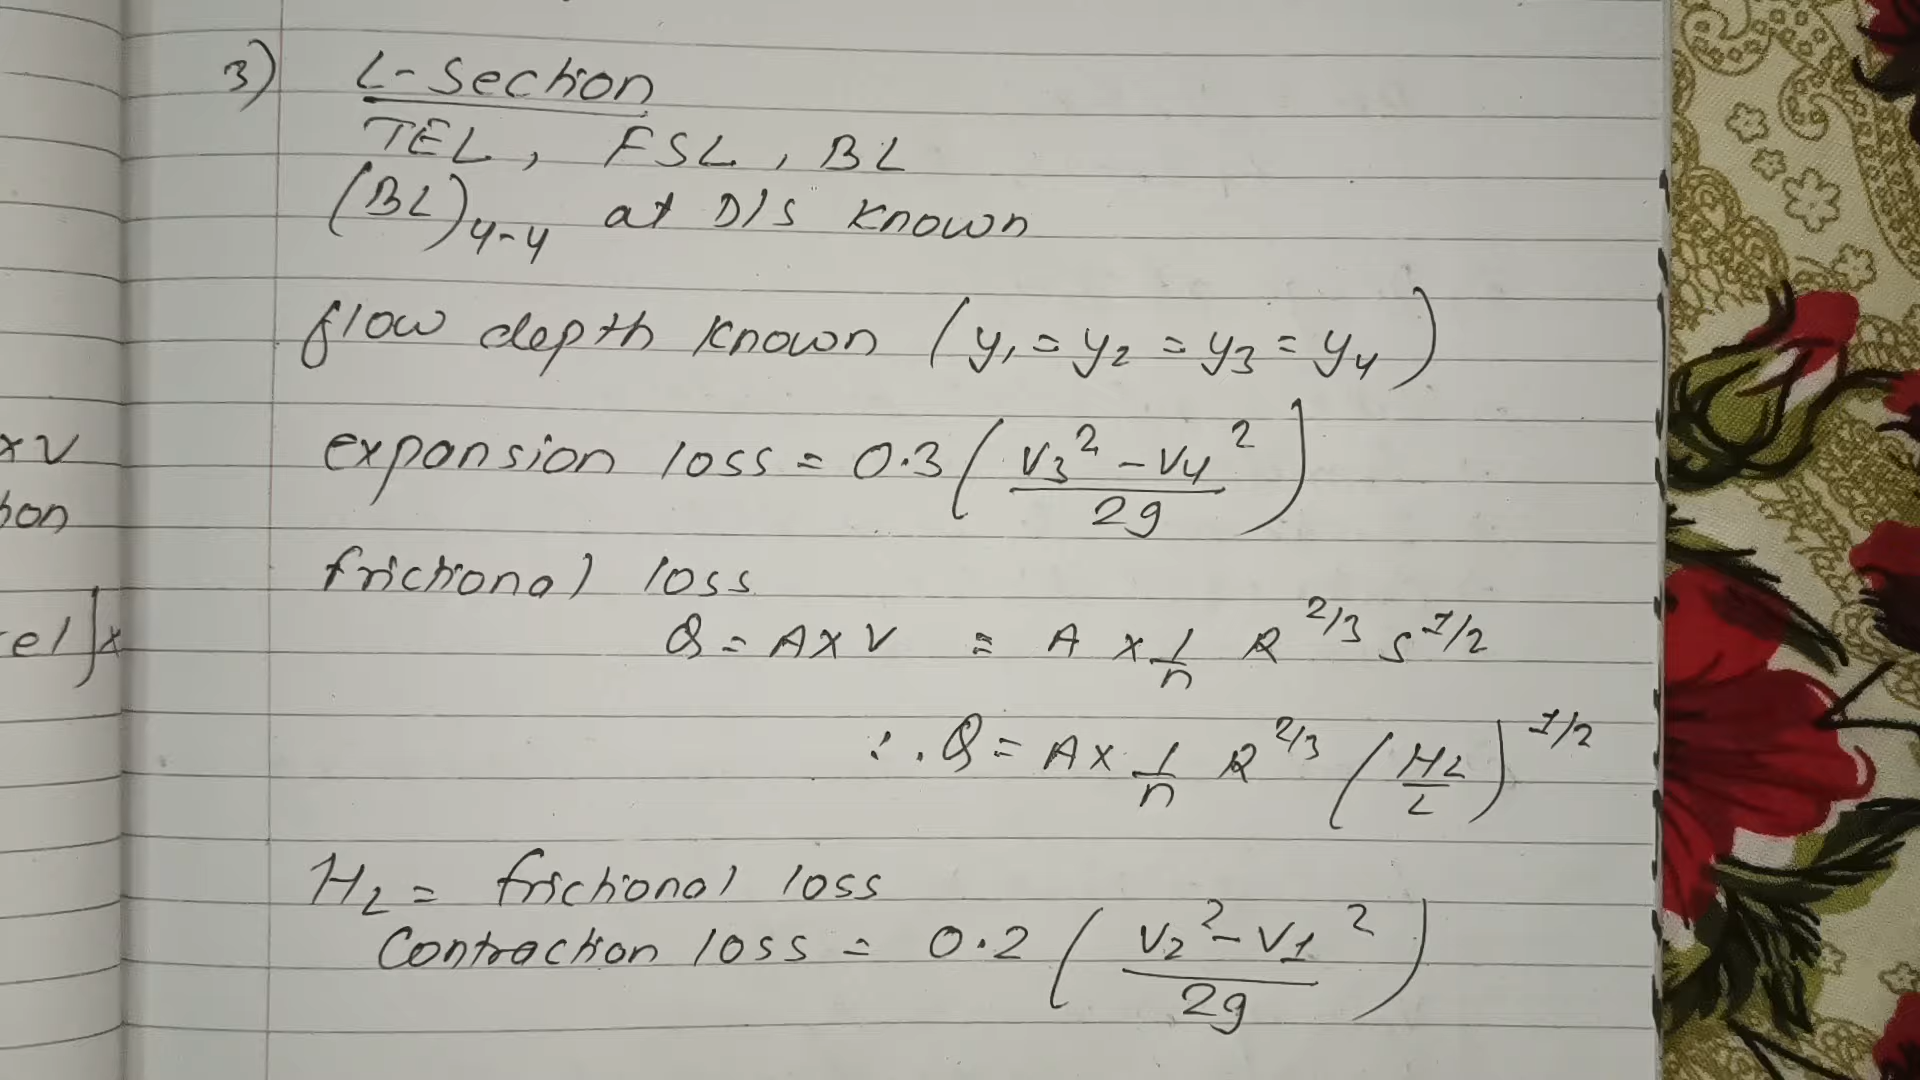 3) L-Section
TEL, FSL, BL
(BL)4-4 at D/S known
flow depth known (y₁ = y₂ = y₃ = y₄)
expansion loss = 0.3 ( (V₃² - V₄²) / 2g )
frictional loss
Q = A x V = A x 1/n R^2/3 S^1/2
∴ Q = A x 1/n R^2/3 (HL/L)^1/2
HL = frictional loss
Contraction loss = 0.2 ( (V₂² - V₁²) / 2g )
x V